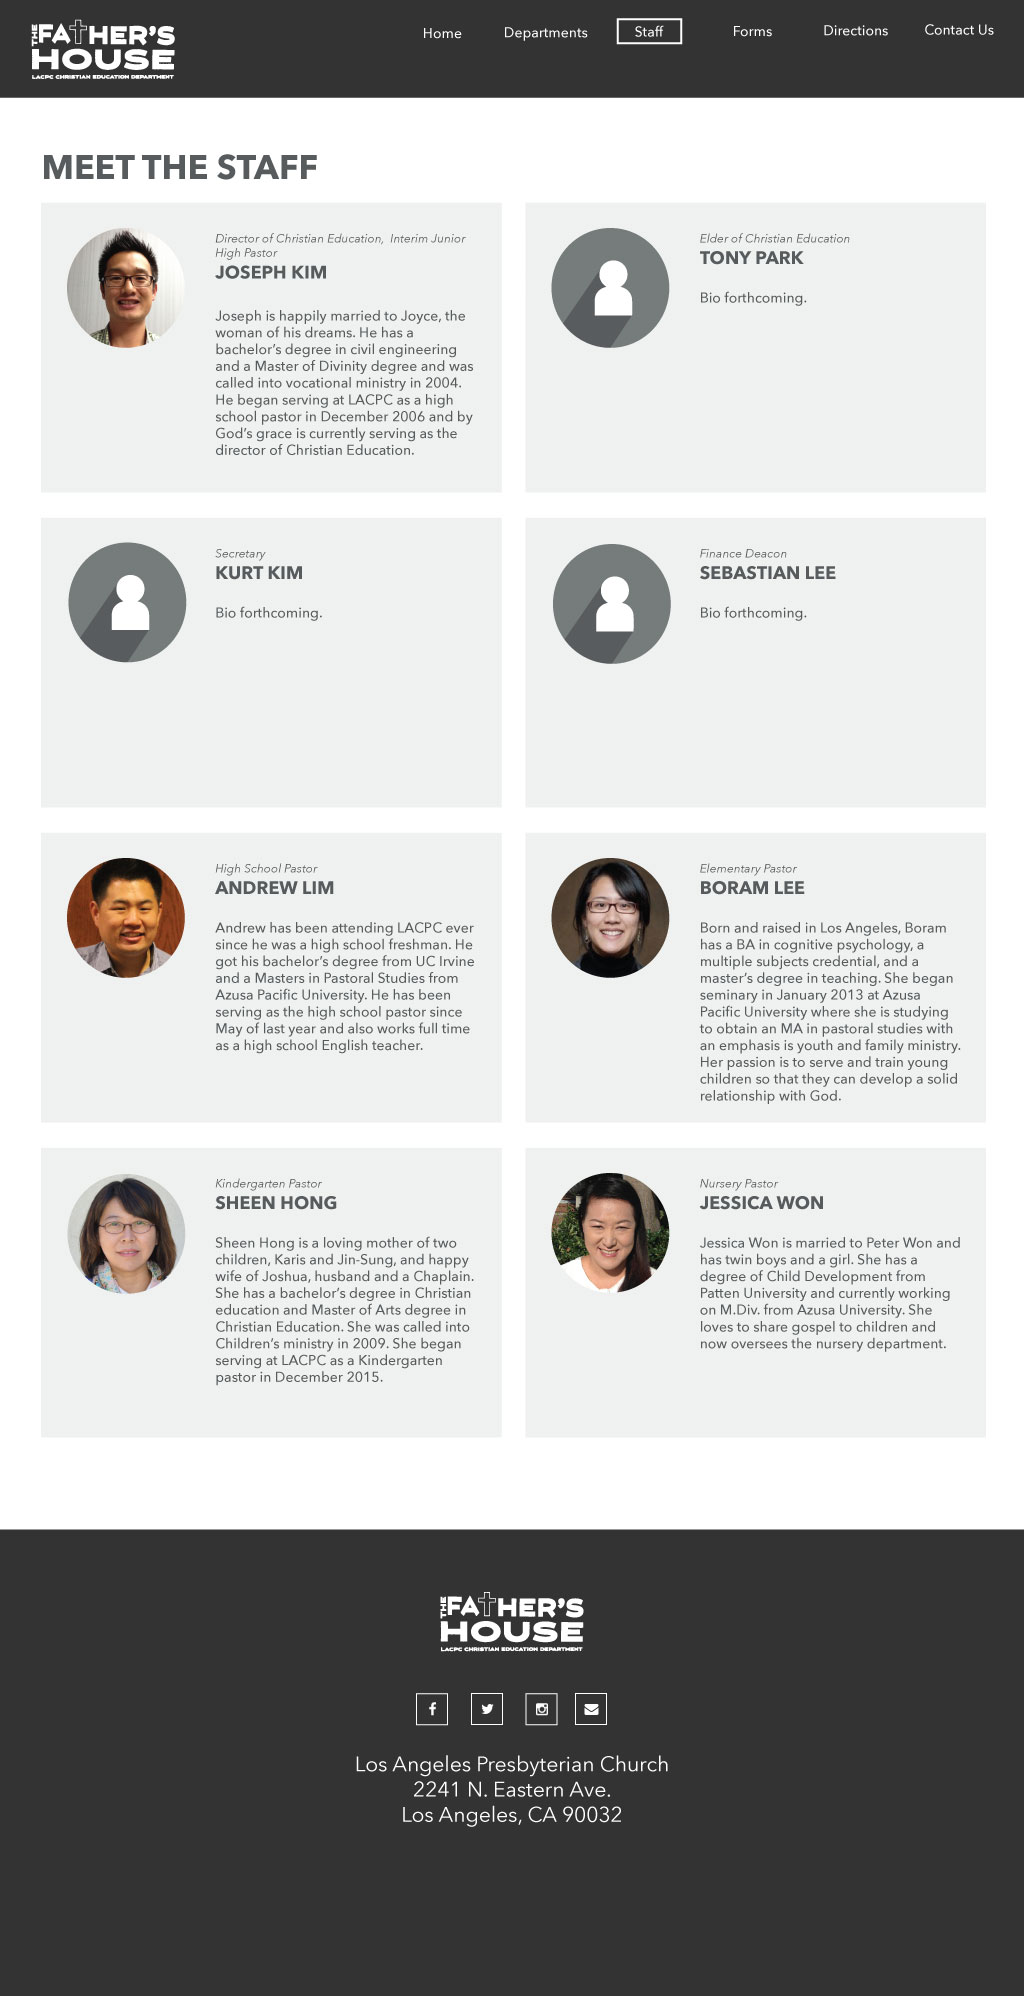 THE FATHER'S
HOUSE
LACPC CHRISTIAN EDUCATION DEPARTMENT
Home Departments Staff Forms Directions Contact Us
MEET THE STAFF
Director of Christian Education, Interim Junior
High Pastor
JOSEPH KIM
Joseph is happily married to Joyce, the
woman of his dreams. He has a
bachelor's degree in civil engineering
and a Master of Divinity degree and was
called into vocational ministry in 2004.
He began serving at LACPC as a high
school pastor in December 2006 and by
God's grace is currently serving as the
director of Christian Education.
Elder of Christian Education
TONY PARK
Bio forthcoming.
Secretary
KURT KIM
Bio forthcoming.
Finance Deacon
SEBASTIAN LEE
Bio forthcoming.
High School Pastor
ANDREW LIM
Andrew has been attending LACPC ever
since he was a high school freshman. He
got his bachelor's degree from UC Irvine
and a Masters in Pastoral Studies from
Azusa Pacific University. He has been
serving as the high school pastor since
May of last year and also works full time
as a high school English teacher.
Elementary Pastor
BORAM LEE
Born and raised in Los Angeles, Boram
has a BA in cognitive psychology, a
multiple subjects credential, and a
master's degree in teaching. She began
seminary in January 2013 at Azusa
Pacific University where she is studying
to obtain an MA in pastoral studies with
an emphasis is youth and family ministry.
Her passion is to serve and train young
children so that they can develop a solid
relationship with God.
Kindergarten Pastor
SHEEN HONG
Sheen Hong is a loving mother of two
children, Karis and Jin-Sung, and happy
wife of Joshua, husband and a Chaplain.
She has a bachelor's degree in Christian
education and Master of Arts degree in
Christian Education. She was called into
Children's ministry in 2009. She began
serving at LACPC as a Kindergarten
pastor in December 2015.
Nursery Pastor
JESSICA WON
Jessica Won is married to Peter Won and
has twin boys and a girl. She has a
degree of Child Development from
Patten University and currently working
on M.Div. from Azusa University. She
loves to share gospel to children and
now oversees the nursery department.
THE FATHER'S
HOUSE
LACPC CHRISTIAN EDUCATION DEPARTMENT
Los Angeles Presbyterian Church
2241 N. Eastern Ave.
Los Angeles, CA 90032